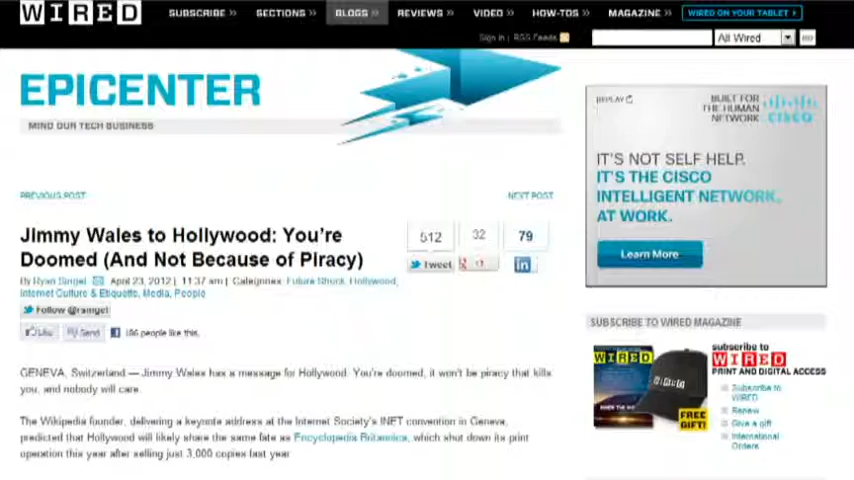 WIRED
SUBSCRIBE >> SECTIONS >> BLOGS >> REVIEWS >> VIDEO >> HOW-TOS >> MAGAZINE >> WIRED ON YOUR TABLET
Sign In | RSS Feeds All Wired
EPICENTER
MIND OUR TECH BUSINESS
PREVIOUS POST NEXT POST
Jimmy Wales to Hollywood: You're
Doomed (And Not Because of Piracy)
512 32 79
Tweet +1 in
By Ryan Singel April 23, 2012 | 11:37 am | Categories: Future Shock, Hollywood,
Internet Culture & Etiquette, Media, People
Follow @rsingel
Like Send 186 people like this.
GENEVA, Switzerland — Jimmy Wales has a message for Hollywood: You're doomed, it won't be piracy that kills
you, and nobody will care.
The Wikipedia founder, delivering a keynote address at the Internet Society's INET convention in Geneva,
predicted that Hollywood will likely share the same fate as Encyclopedia Britannica, which shut down its print
operation this year after selling just 3,000 copies last year
REPLAY
BUILT FOR
THE HUMAN
NETWORK
CISCO
IT'S NOT SELF HELP.
IT'S THE CISCO
INTELLIGENT NETWORK,
AT WORK.
Learn More
SUBSCRIBE TO WIRED MAGAZINE
WIRED
WIRED
FREE
GIFT!
subscribe to
WIRED
PRINT AND DIGITAL ACCESS
Subscribe to
WIRED
Renew
Give a gift
International
Orders